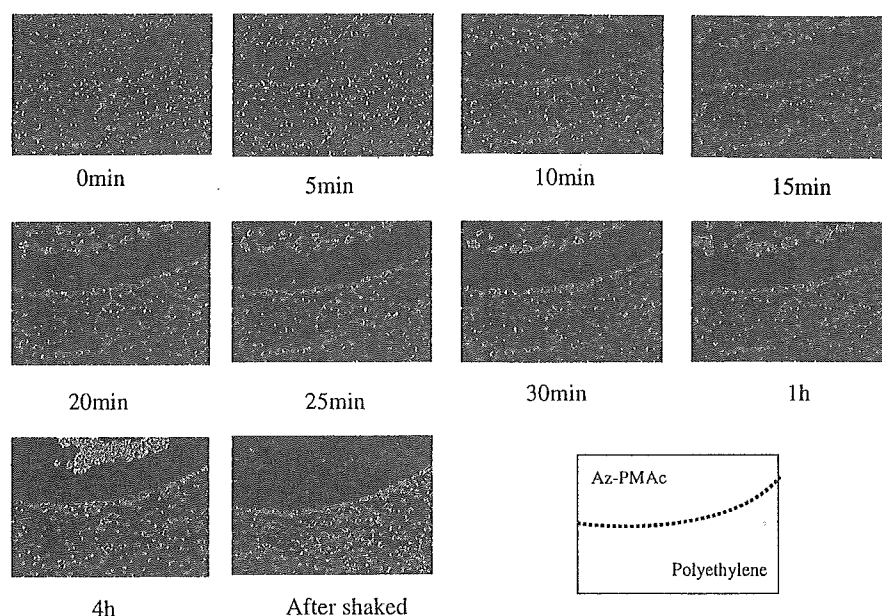 0min
5min
10min
15min
20min
25min
30min
1h
4h
After shaked
Az-PMAc
Polyethylene